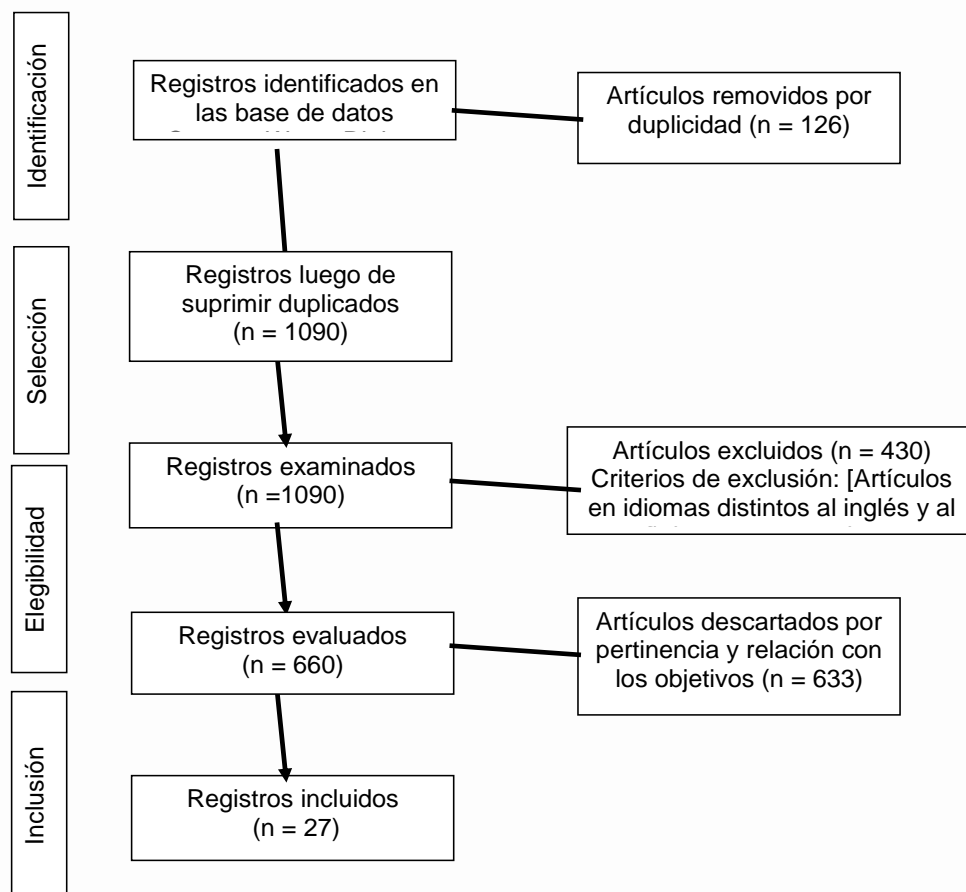 Identificación
Registros identificados en
las base de datos
Artículos removidos por
duplicidad (n = 126)
Selección
Registros luego de
suprimir duplicados
(n = 1090)
Registros examinados
(n =1090)
Artículos excluidos (n = 430)
Criterios de exclusión: [Artículos
en idiomas distintos al inglés y al
Elegibilidad
Registros evaluados
(n = 660)
Artículos descartados por
pertinencia y relación con
los objetivos (n = 633)
Inclusión
Registros incluidos
(n = 27)